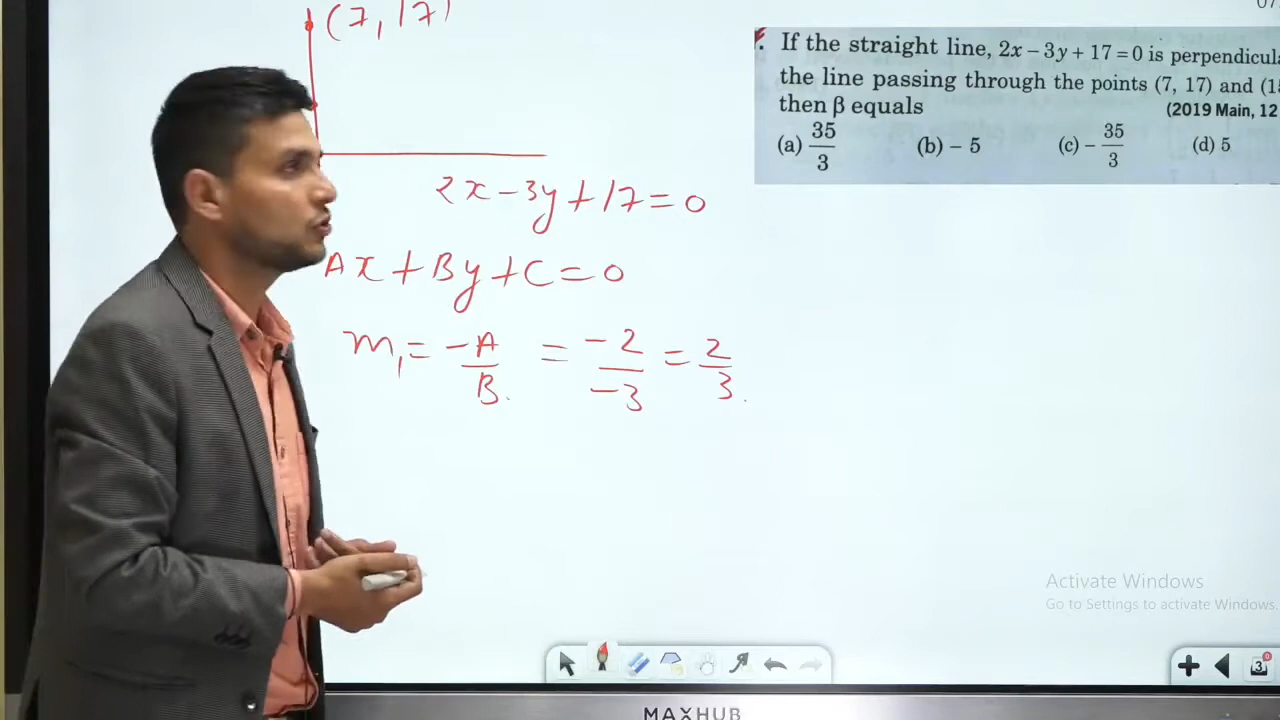 (7, 17)
07
If the straight line, 2x – 3y + 17 = 0 is
the line passing through the points (7, 17) and
then β equals
(2019 Main, 12
(a) 35/3
(b) – 5
(c) – 35/3
(d) 5
2x – 3y + 17 = 0
Ax + By + C = 0
m₁ = –A/B = –2/–3 = 2/3.
Activate Windows
Go to Settings to activate Windows.
3
MAXHUB